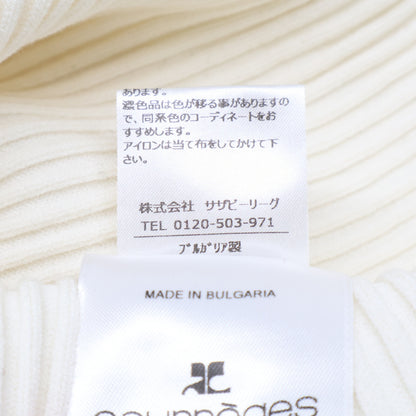 あります。
濃色品は色が移る事がありますの
で、同系色のコーディネートをお
すすめします。
アイロンは当て布をしてかけて下
さい。
株式会社 サザビーリーグ
TEL 0120-503-971
ブルガリア製
MADE IN BULGARIA
courrèges